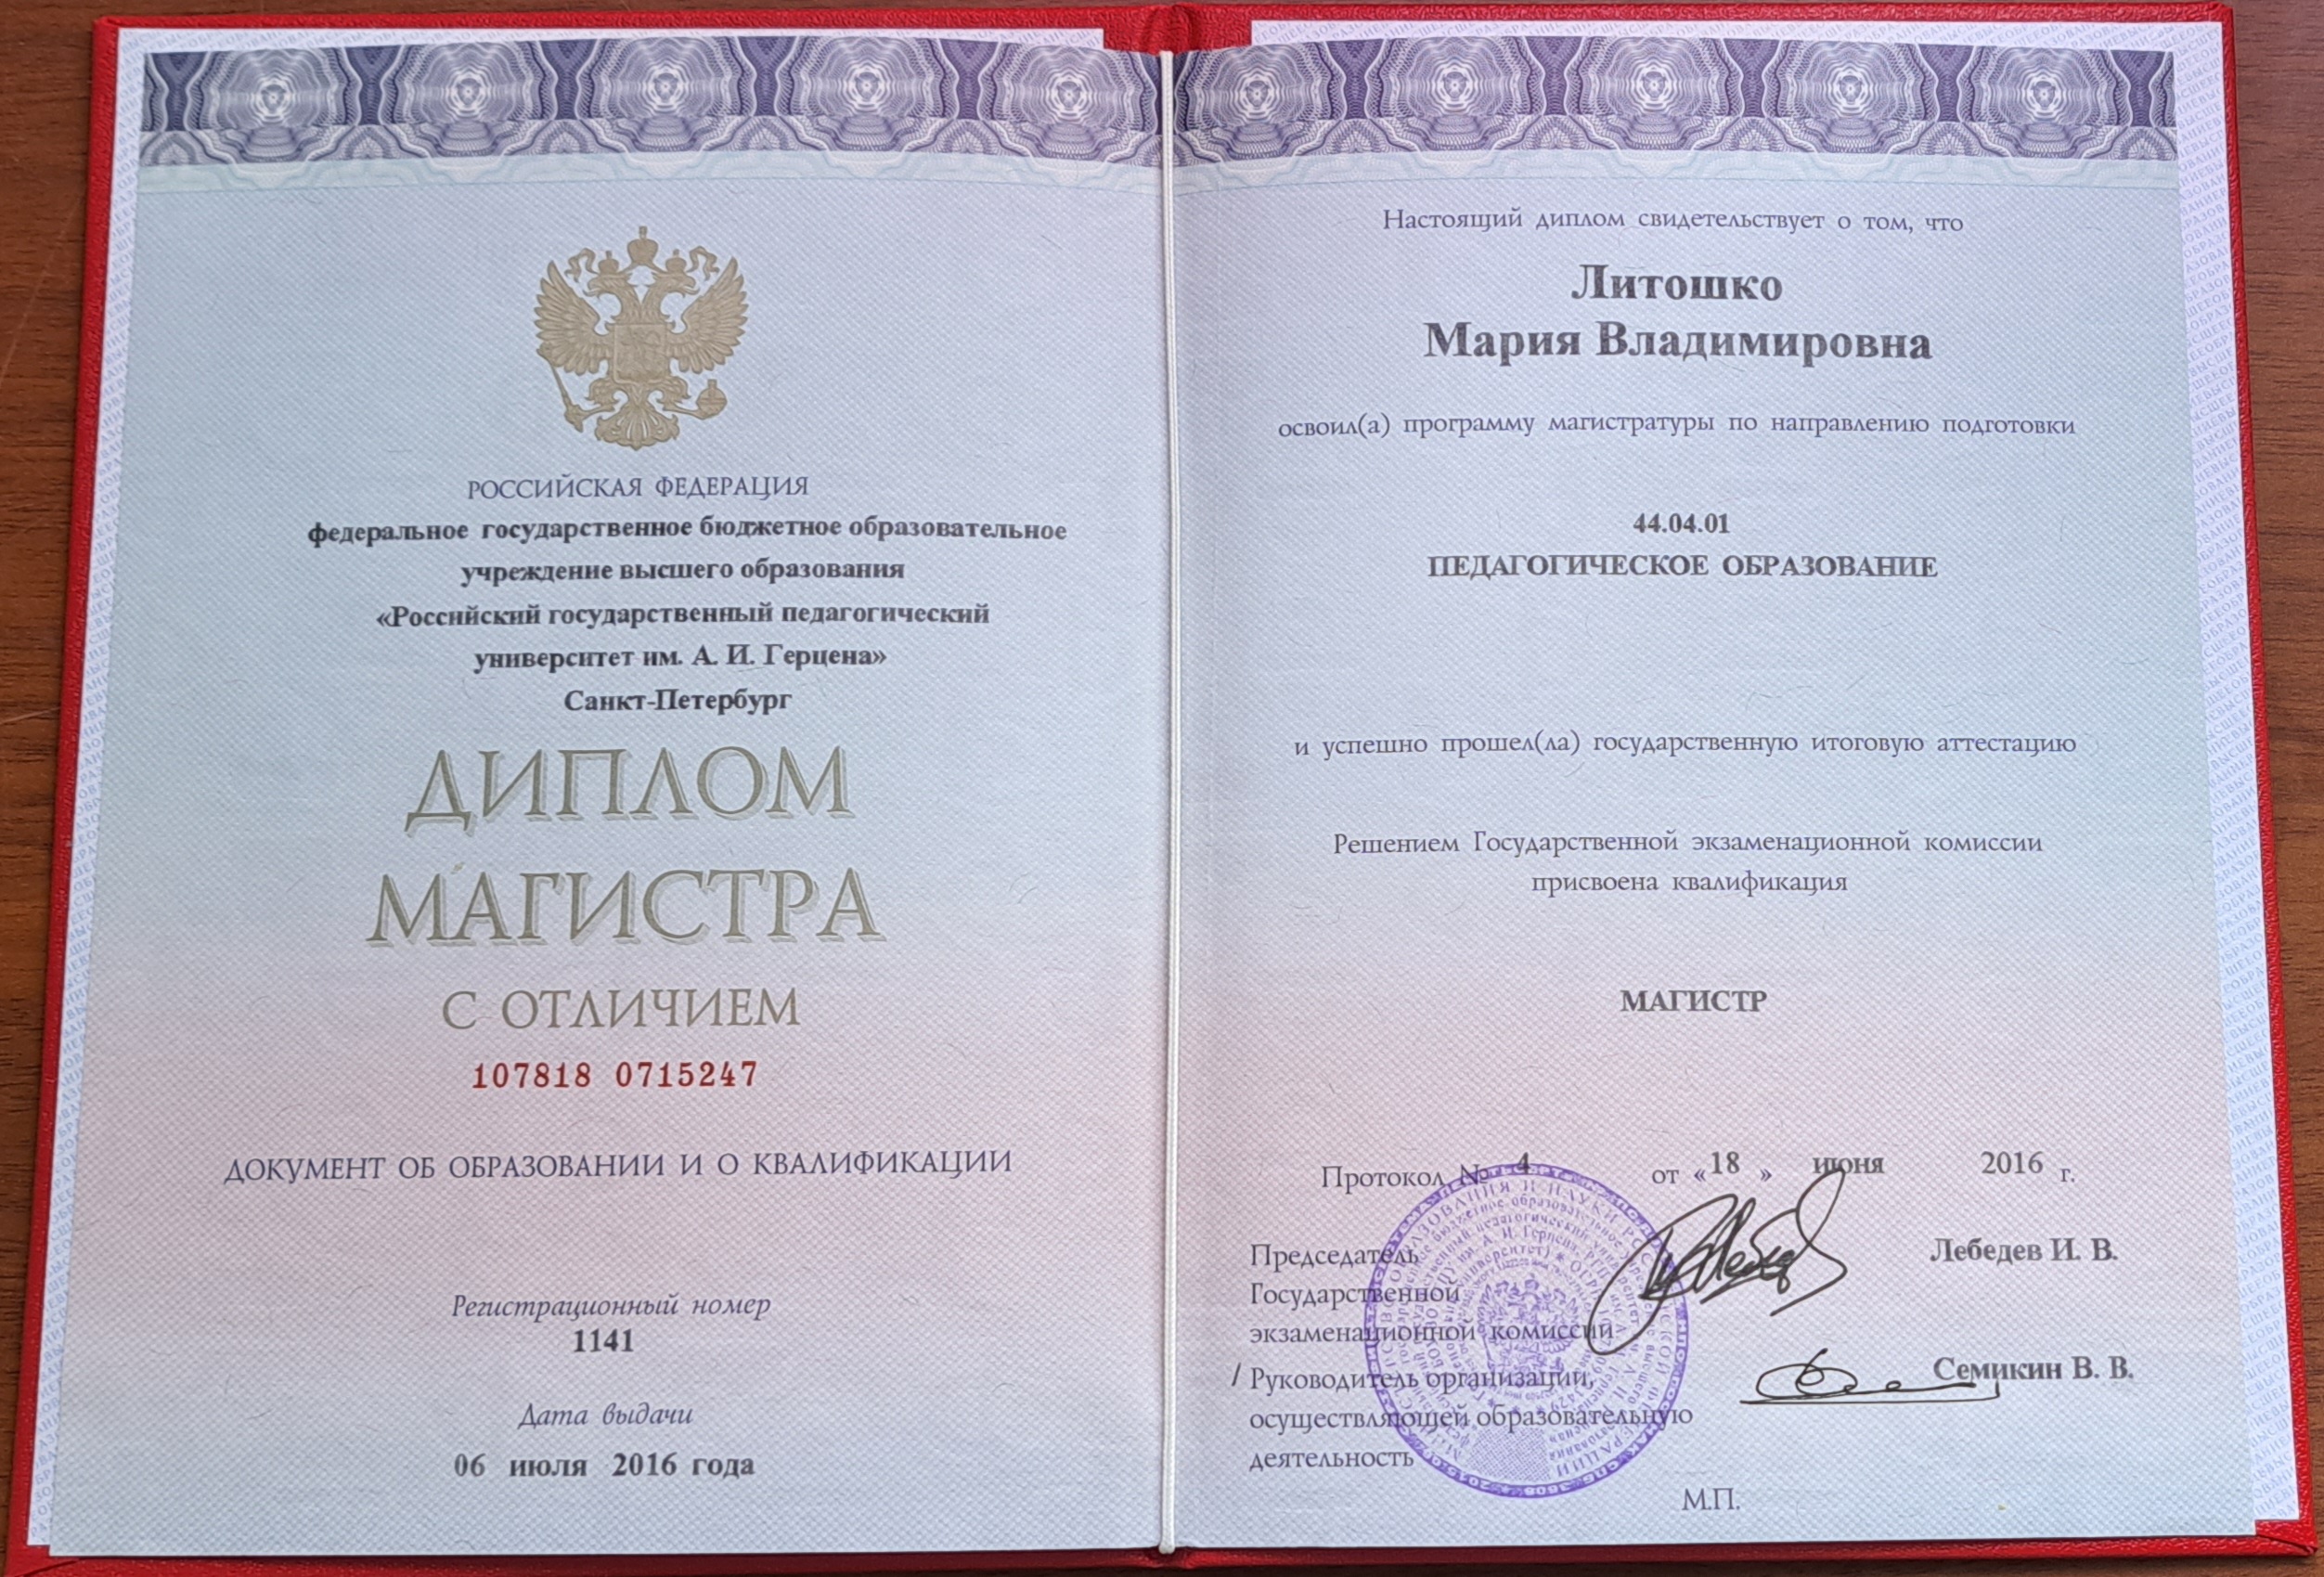 РОССИЙСКАЯ ФЕДЕРАЦИЯ
федеральное государственное бюджетное образовательное
учреждение высшего образования
«Российский государственный педагогический
университет им. А. И. Герцена»
Санкт-Петербург
ДИПЛОМ
МАГИСТРА
С ОТЛИЧИЕМ
107818 0715247
ДОКУМЕНТ ОБ ОБРАЗОВАНИИ И О КВАЛИФИКАЦИИ
Регистрационный номер
1141
Дата выдачи
06 июля 2016 года
Настоящий диплом свидетельствует о том, что
Литошко
Мария Владимировна
освоил(а) программу магистратуры по направлению подготовки
44.04.01
ПЕДАГОГИЧЕСКОЕ ОБРАЗОВАНИЕ
и успешно прошел(ла) государственную итоговую аттестацию
Решением Государственной экзаменационной комиссии
присвоена квалификация
МАГИСТР
Протокол № 4 от «18» июня 2016 г.
Председатель
Государственной
экзаменационной комиссии
Лебедев И. В.
/ Руководитель организации,
осуществляющей образовательную
деятельность
Семикин В. В.
М.П.